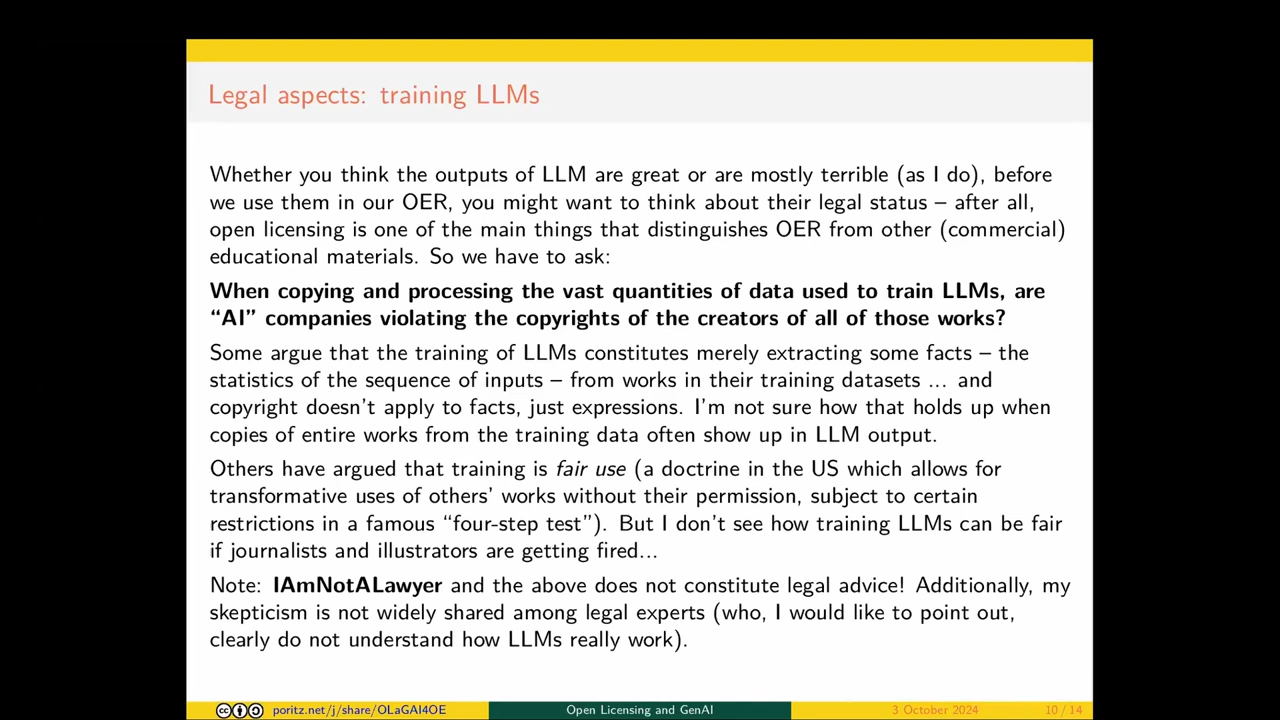 Legal aspects: training LLMs
Whether you think the outputs of LLM are great or are mostly terrible (as I do), before
we use them in our OER, you might want to think about their legal status – after all,
open licensing is one of the main things that distinguishes OER from other (commercial)
educational materials. So we have to ask:
When copying and processing the vast quantities of data used to train LLMs, are
“AI” companies violating the copyrights of the creators of all of those works?
Some argue that the training of LLMs constitutes merely extracting some facts – the
statistics of the sequence of inputs – from works in their training datasets ... and
copyright doesn't apply to facts, just expressions. I'm not sure how that holds up when
copies of entire works from the training data often show up in LLM output.
Others have argued that training is fair use (a doctrine in the US which allows for
transformative uses of others' works without their permission, subject to certain
restrictions in a famous “four-step test”). But I don't see how training LLMs can be fair
if journalists and illustrators are getting fired...
Note: IAmNotALawyer and the above does not constitute legal advice! Additionally, my
skepticism is not widely shared among legal experts (who, I would like to point out,
clearly do not understand how LLMs really work).
cc poritz.net/j/share/OLaGAI4OE Open Licensing and GenAI 3 October 2024 10 / 14